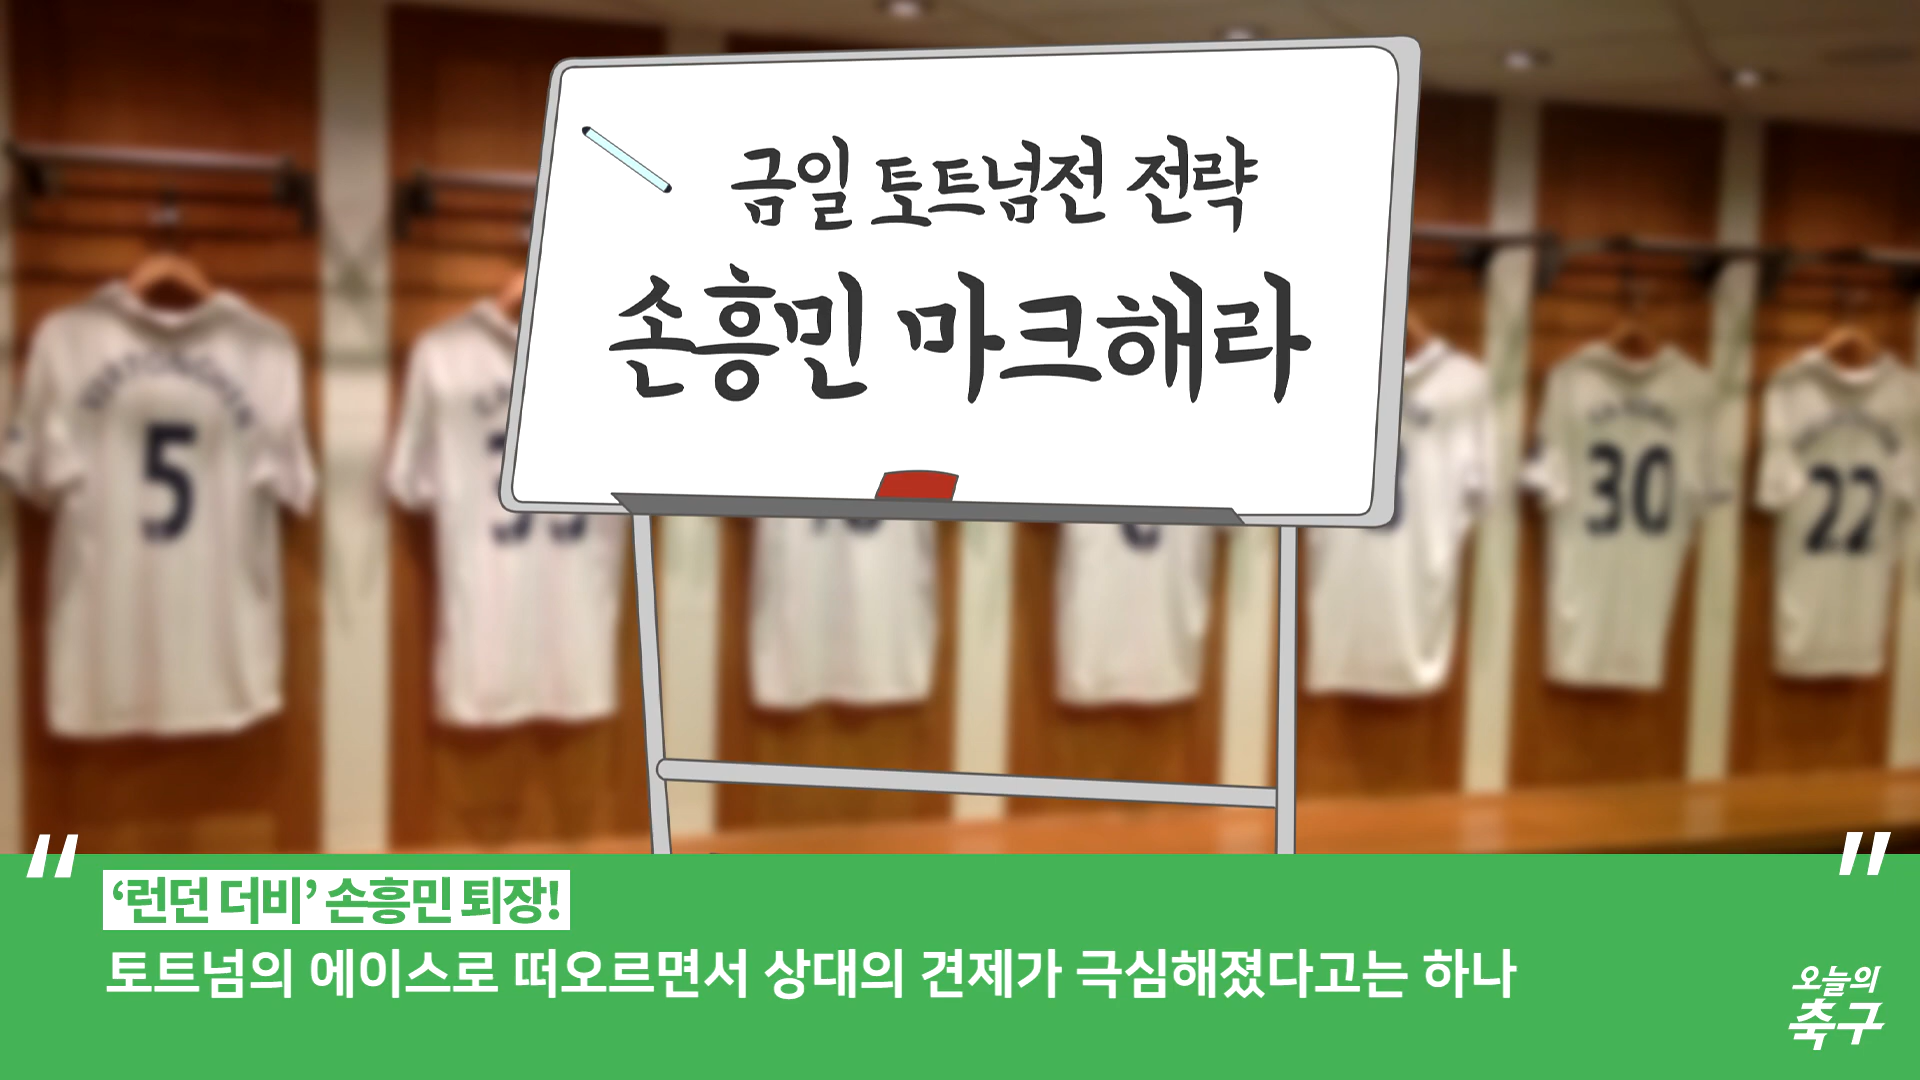 금일 토트넘전 전략
손흥민 마크해라
5
30
22
‘런던 더비’ 손흥민 퇴장!
토트넘의 에이스로 떠오르면서 상대의 견제가 극심해졌다고는 하나
오늘의
축구